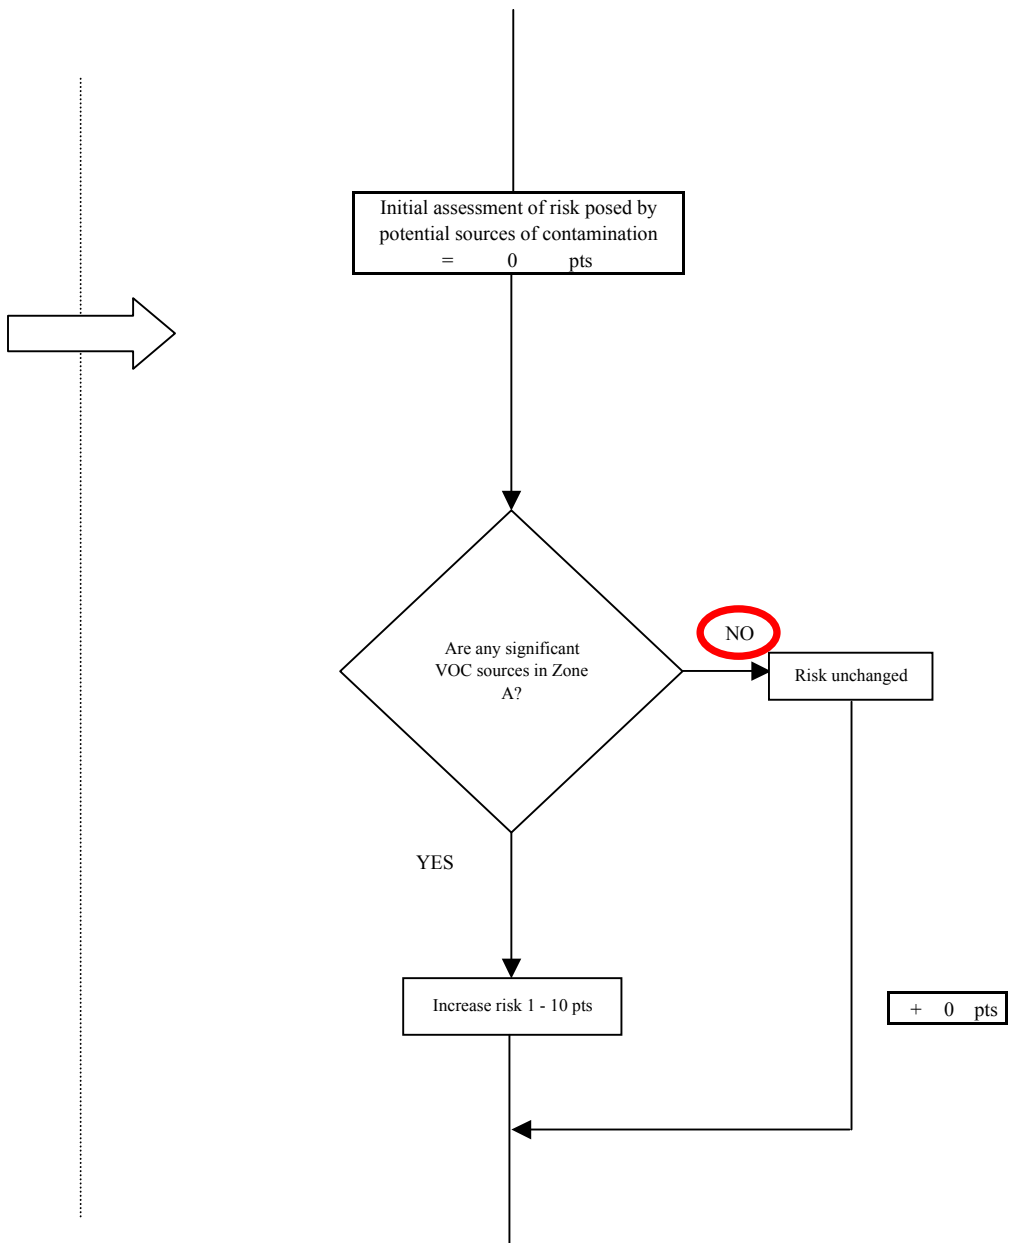 Initial assessment of risk posed by
potential sources of contamination
= 0 pts
Are any significant
VOC sources in Zone
A?
NO
Risk unchanged
YES
Increase risk 1 - 10 pts
+ 0 pts